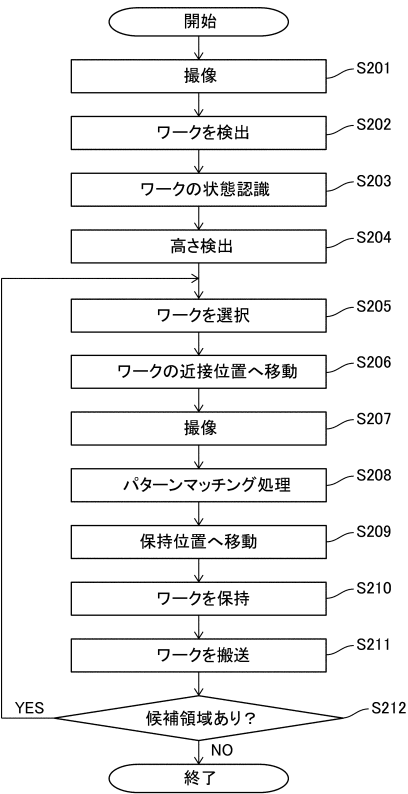 開始
撮像 S201
ワークを検出 S202
ワークの状態認識 S203
高さ検出 S204
ワークを選択 S205
ワークの近接位置へ移動 S206
撮像 S207
パターンマッチング処理 S208
保持位置へ移動 S209
ワークを保持 S210
ワークを搬送 S211
YES 候補領域あり? S212
NO
終了